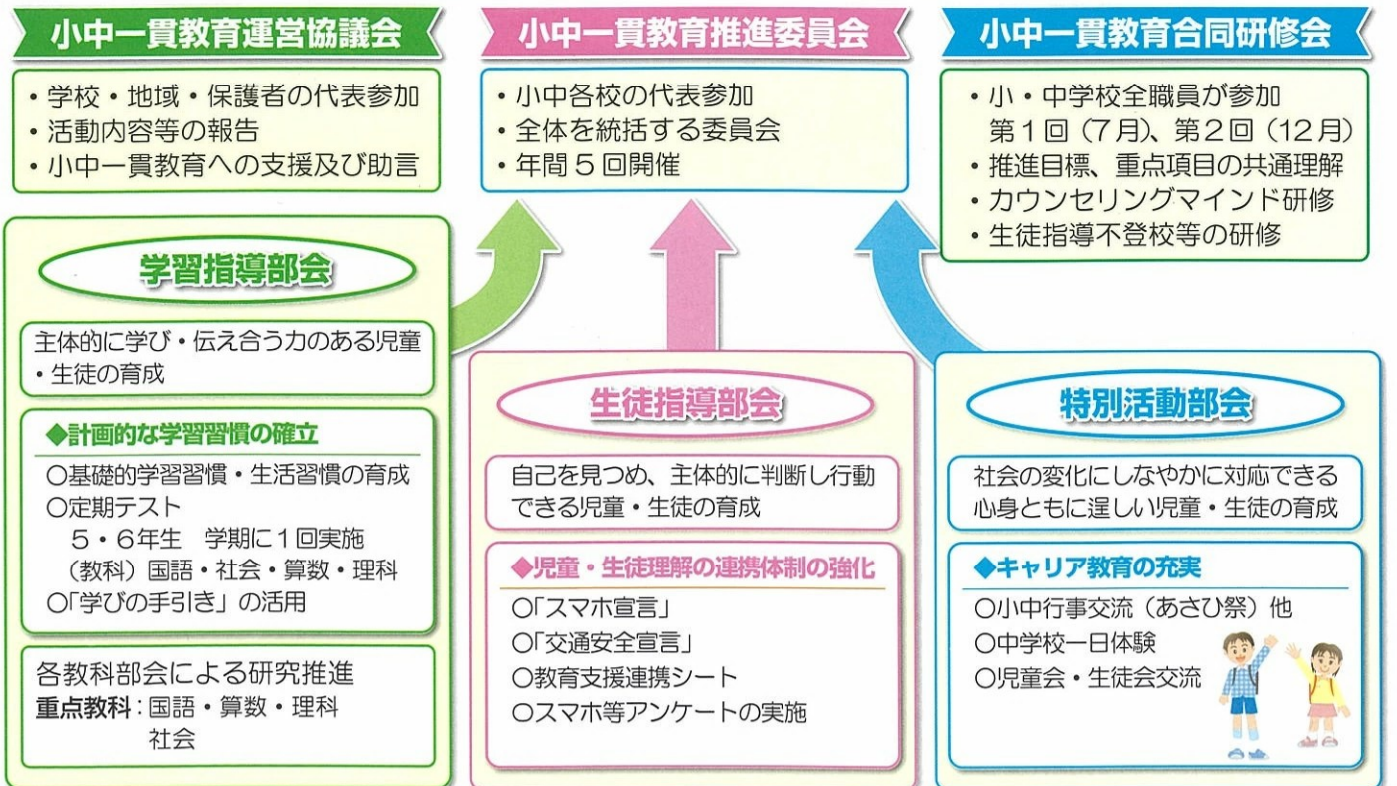 小中一貫教育運営協議会
・学校・地域・保護者の代表参加
・活動内容等の報告
・小中一貫教育への支援及び助言
小中一貫教育推進委員会
・小中各校の代表参加
・全体を統括する委員会
・年間５回開催
小中一貫教育合同研修会
・小・中学校全職員が参加
第１回（7月）、第２回（12月）
・推進目標、重点項目の共通理解
・カウンセリングマインド研修
・生徒指導不登校等の研修
学習指導部会
主体的に学び・伝え合う力のある児童
・生徒の育成
◆計画的な学習習慣の確立
○基礎的学習習慣・生活習慣の育成
○定期テスト
５・６年生　学期に１回実施
（教科）国語・社会・算数・理科
○「学びの手引き」の活用
各教科部会による研究推進
重点教科：国語・算数・理科
社会
生徒指導部会
自己を見つめ、主体的に判断し行動
できる児童・生徒の育成
◆児童・生徒理解の連携体制の強化
○「スマホ宣言」
○「交通安全宣言」
○教育支援連携シート
○スマホ等アンケートの実施
特別活動部会
社会の変化にしなやかに対応できる
心身ともに逞しい児童・生徒の育成
◆キャリア教育の充実
○小中行事交流（あさひ祭）他
○中学校一日体験
○児童会・生徒会交流